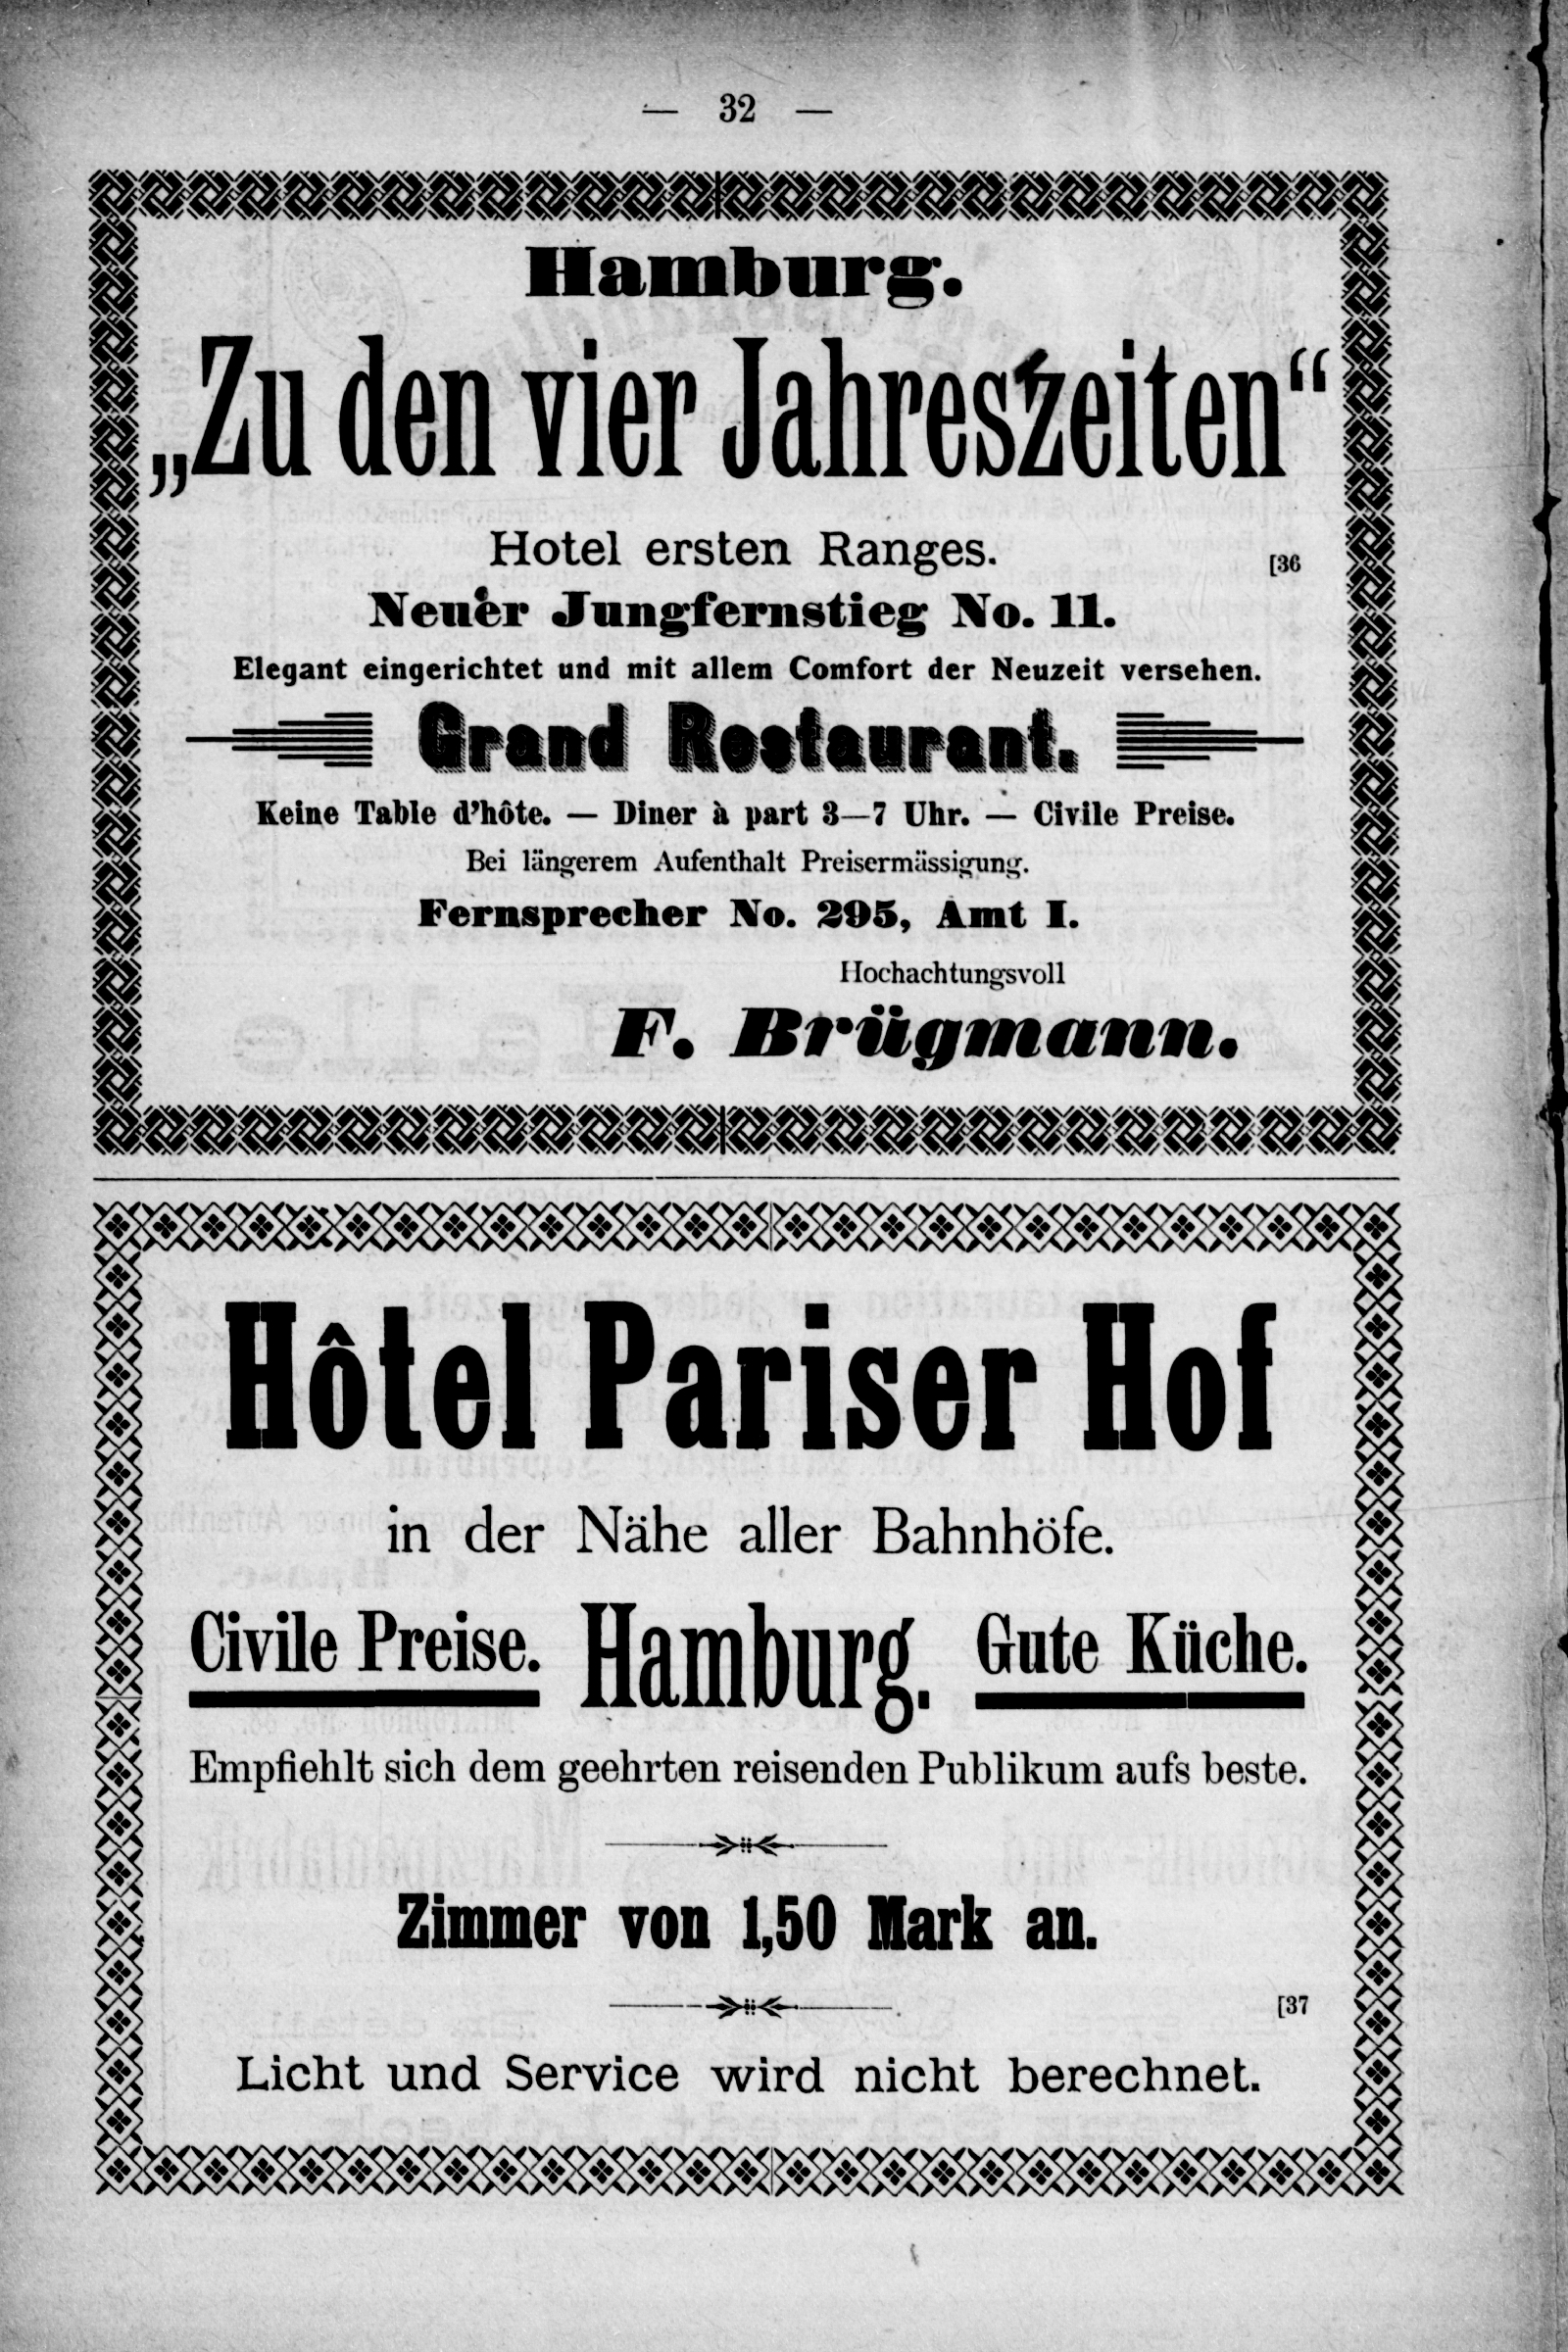 — 32 —
Hamburg.
„Zu den vier Jahreszeiten“
Hotel ersten Ranges.
[36
Neuer Jungfernstieg No. 11.
Elegant eingerichtet und mit allem Comfort der Neuzeit versehen.
Grand Restaurant.
Keine Table d'hôte. — Diner à part 3—7 Uhr. — Civile Preise.
Bei längerem Aufenthalt Preisermässigung.
Fernsprecher No. 295, Amt I.
Hochachtungsvoll
F. Brügmann.
Hôtel Pariser Hof
in der Nähe aller Bahnhöfe.
Civile Preise. Hamburg. Gute Küche.
Empfiehlt sich dem geehrten reisenden Publikum aufs beste.
Zimmer von 1,50 Mark an.
[37
Licht und Service wird nicht berechnet.